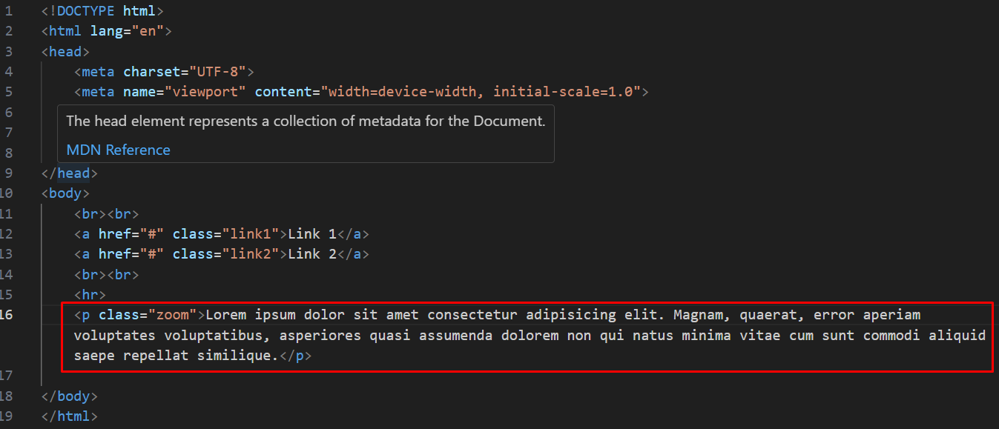 1 <!DOCTYPE html>
2 <html lang="en">
3 <head>
4 <meta charset="UTF-8">
5 <meta name="viewport" content="width=device-width, initial-scale=1.0">
6 The head element represents a collection of metadata for the Document.
7
8 MDN Reference
9 </head>
10 <body>
11 <br><br>
12 <a href="#" class="link1">Link 1</a>
13 <a href="#" class="link2">Link 2</a>
14 <br><br>
15 <hr>
16 <p class="zoom">Lorem ipsum dolor sit amet consectetur adipisicing elit. Magnam, quaerat, error aperiam
voluptates voluptatibus, asperiores quasi assumenda dolorem non qui natus minima vitae cum sunt commodi aliquid
saepe repellat similique.</p>
17
18 </body>
19 </html>